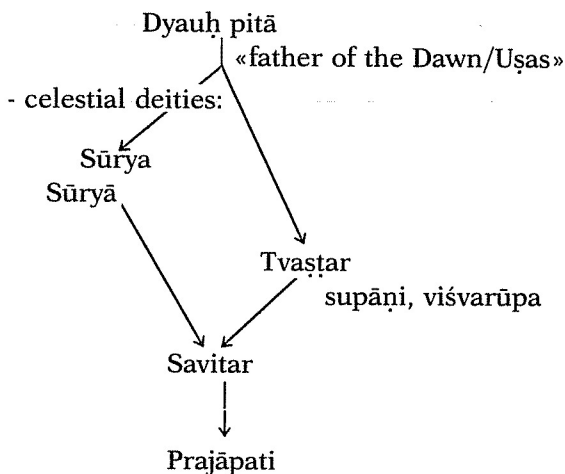 Dyauḥ pitā
«father of the Dawn/Uṣas»
- celestial deities:
Sūrya
Sūryā
Tvaṣṭar
supāṇi, viśvarūpa
Savitar
Prajāpati